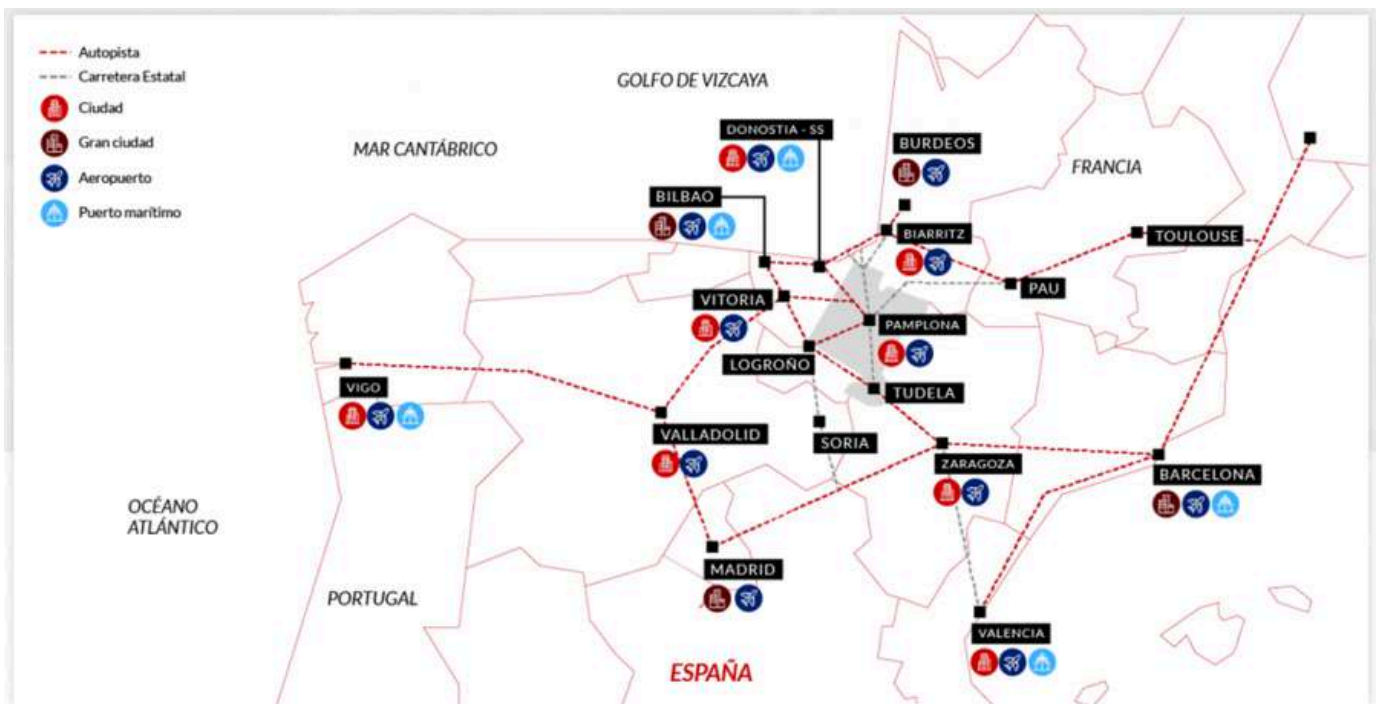 Autopista
Carretera Estatal
Ciudad
Gran ciudad
Aeropuerto
Puerto marítimo
GOLFO DE VIZCAYA
MAR CANTÁBRICO
DONOSTIA - SS
BURDEOS
FRANCIA
BILBAO
BIARRITZ
TOULOUSE
PAU
VITORIA
PAMPLONA
LOGROÑO
VIGO
TUDELA
VALLADOLID
SORIA
ZARAGOZA
BARCELONA
OCÉANO
ATLÁNTICO
MADRID
PORTUGAL
VALENCIA
ESPAÑA